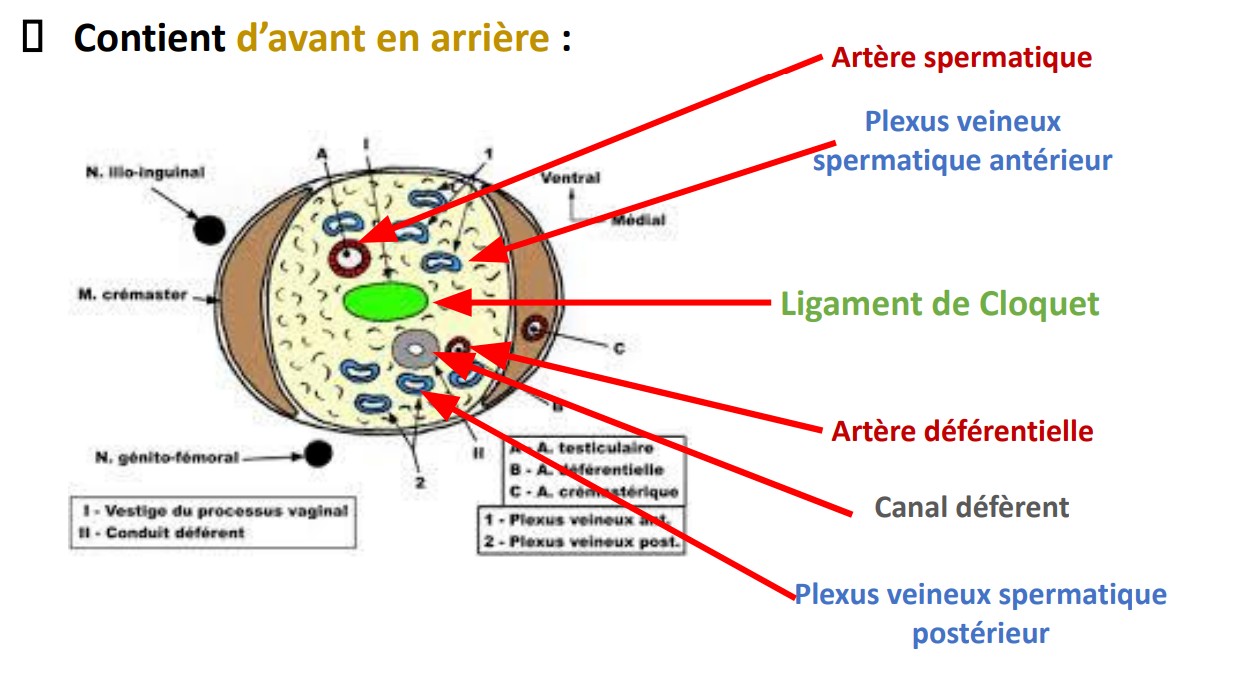 Contient d’avant en arrière :
Artère spermatique
Plexus veineux
spermatique antérieur
A
I
1
N. Ilio-inguinal
Ventral
Médial
M. crémaster
Ligament de Cloquet
C
B
Artère déférentielle
N. génito-fémoral
II
2
A - A. testiculaire
B - A. déférentielle
C - A. crémastérique
I - Vestige du processus vaginal
II - Conduit déférent
1 - Plexus veineux ant.
2 - Plexus veineux post.
Canal défèrent
Plexus veineux spermatique
postérieur